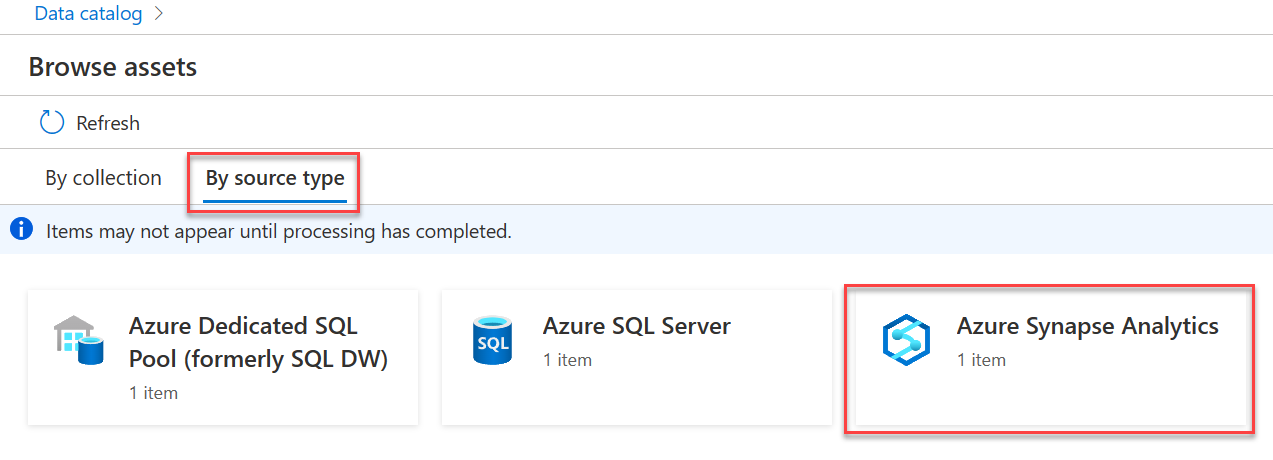 Data catalog >
Browse assets
Refresh
By collection
By source type
Items may not appear until processing has completed.
Azure Dedicated SQL
Pool (formerly SQL DW)
1 item
SQL
Azure SQL Server
1 item
Azure Synapse Analytics
1 item